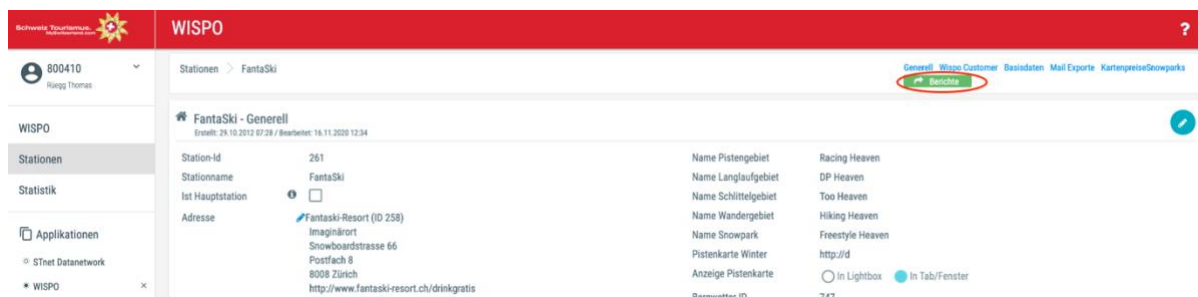 Schweiz Tourismus.
MySwitzerland.com
WISPO
?
800410
Rüegg Thomas
Stationen > FantaSki
Generell Wispo Customer Basisdaten Mail Exporte KartenpreiseSnowparks
Berichte
WISPO
Stationen
Statistik
Applikationen
STnet Datanetwork
WISPO ×
FantaSki - Generell
Erstellt: 29.10.2012 07:28 / Bearbeitet: 16.11.2020 12:34
Station-Id 261
Stationname FantaSki
Ist Hauptstation
Adresse Fantaski-Resort (ID 258)
Imaginärort
Snowboardstrasse 66
Postfach 8
8008 Zürich
http://www.fantaski-resort.ch/drinkgratis
Name Pistengebiet Racing Heaven
Name Langlaufgebiet DP Heaven
Name Schlittelgebiet Too Heaven
Name Wandergebiet Hiking Heaven
Name Snowpark Freestyle Heaven
Pistenkarte Winter http://d
Anzeige Pistenkarte In Lightbox In Tab/Fenster